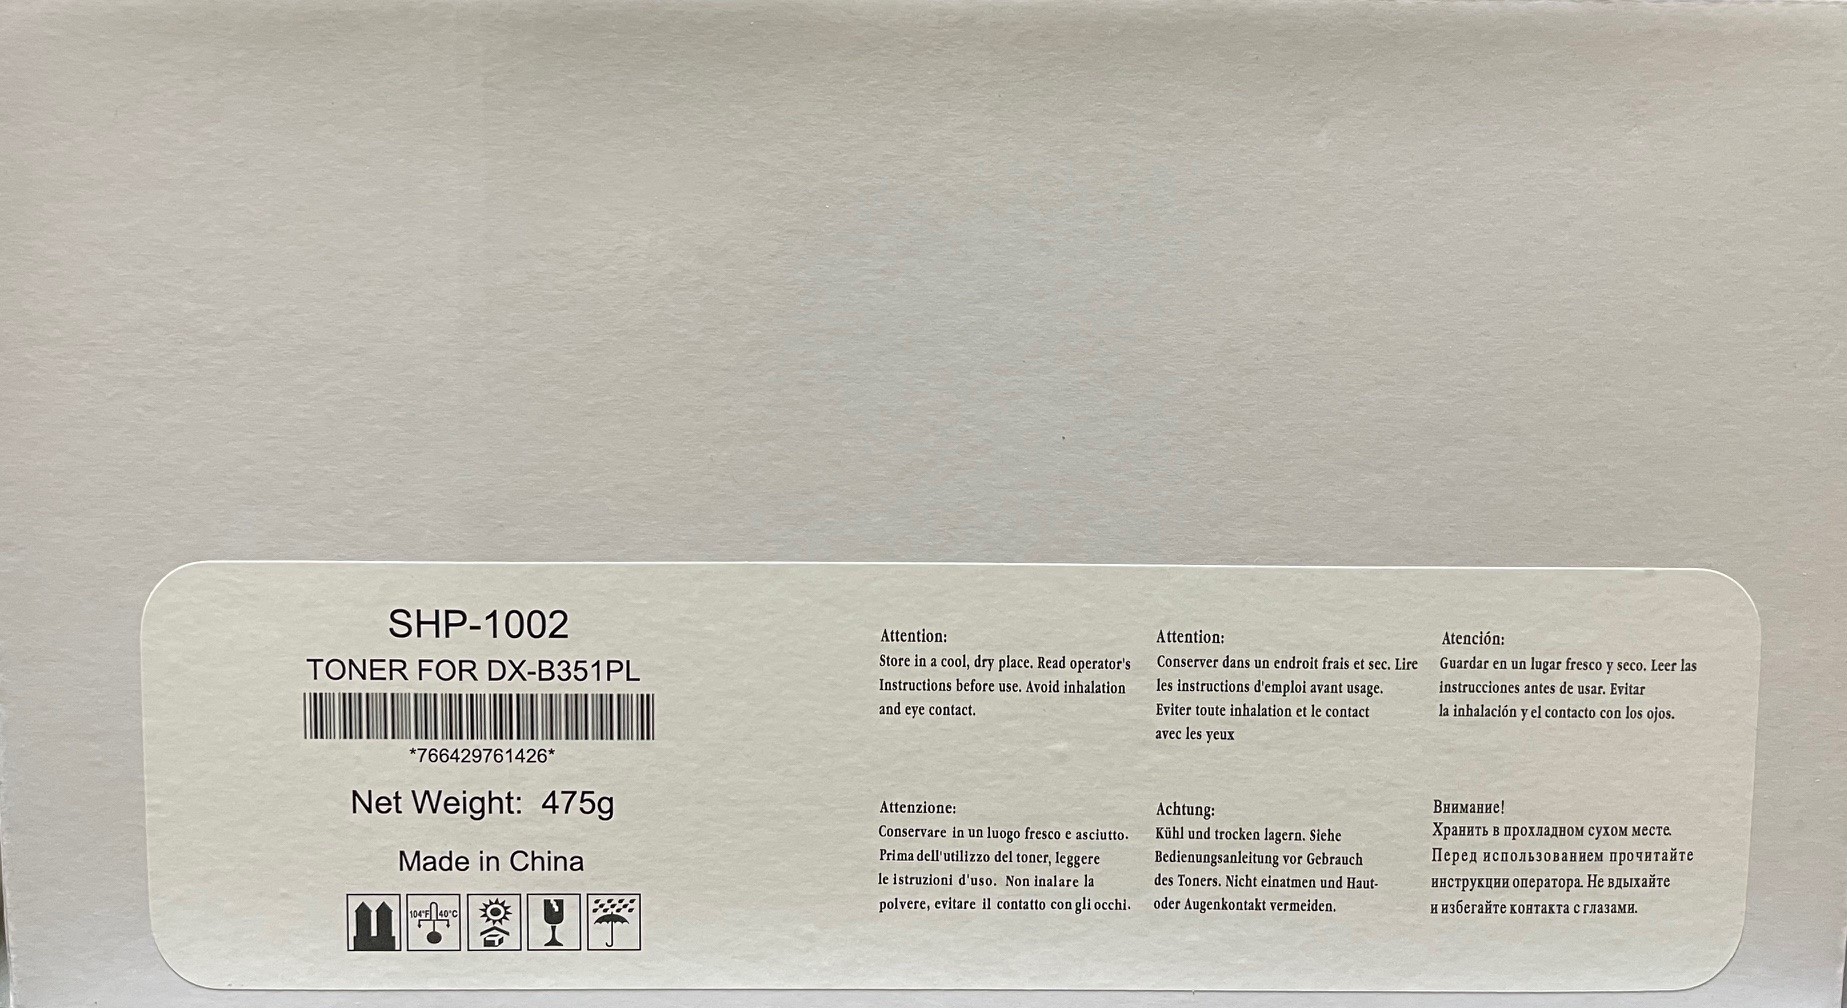 SHP-1002
TONER FOR DX-B351PL
*766429761426*
Net Weight: 475g
Made in China
104°F 40°C
Attention:
Store in a cool, dry place. Read operator's
Instructions before use. Avoid inhalation
and eye contact.
Attention:
Conserver dans un endroit frais et sec. Lire
les instructions d'emploi avant usage.
Eviter toute inhalation et le contact
avec les yeux
Atención:
Guardar en un lugar fresco y seco. Leer las
instrucciones antes de usar. Evitar
la inhalación y el contacto con los ojos.
Attenzione:
Conservare in un luogo fresco e asciutto.
Prima dell'utilizzo del toner, leggere
le istruzioni d'uso. Non inalare la
polvere, evitare il contatto con gli occhi.
Achtung:
Kühl und trocken lagern. Siehe
Bedienungsanleitung vor Gebrauch
des Toners. Nicht einatmen und Haut-
oder Augenkontakt vermeiden.
Внимание!
Хранить в прохладном сухом месте.
Перед использованием прочитайте
инструкции оператора. Не вдыхайте
и избегайте контакта с глазами.